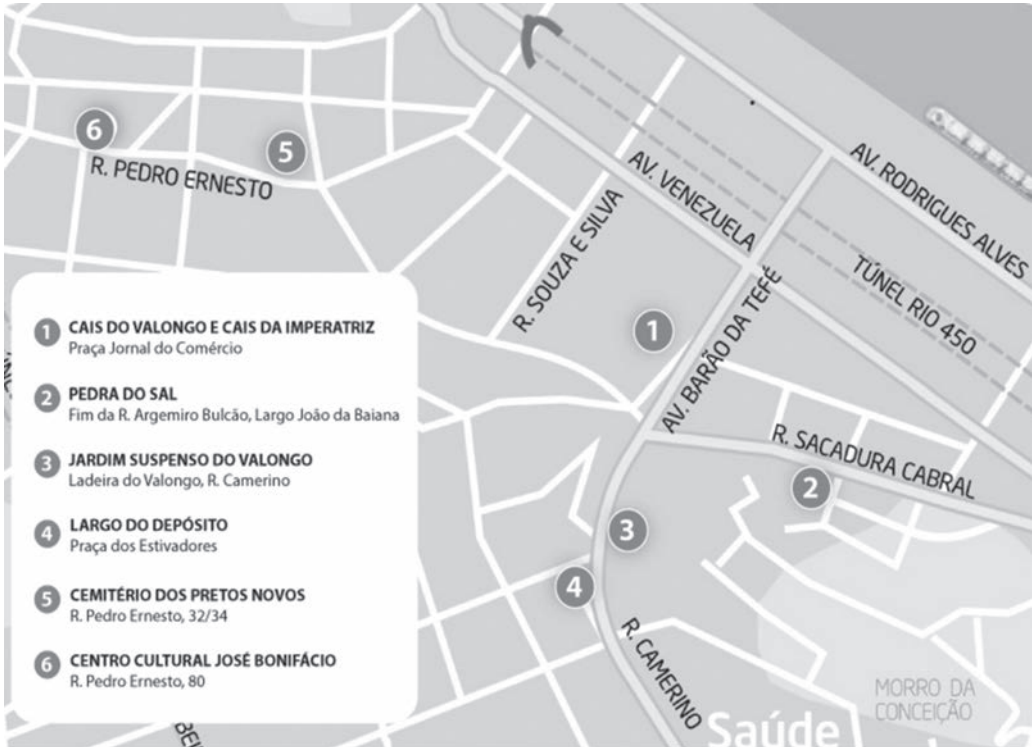 6
5
R. PEDRO ERNESTO
R. SOUZA E SILVA
AV. VENEZUELA
AV. RODRIGUES ALVES
TÚNEL RIO 450
AV. BARÃO DA TEFÉ
1
R. SACADURA CABRAL
2
3
4
R. CAMERINO
MORRO DA
CONCEIÇÃO
Saúde
1 CAIS DO VALONGO E CAIS DA IMPERATRIZ
Praça Jornal do Comércio
2 PEDRA DO SAL
Fim da R. Argemiro Bulcão, Largo João da Baiana
3 JARDIM SUSPENSO DO VALONGO
Ladeira do Valongo, R. Camerino
4 LARGO DO DEPÓSITO
Praça dos Estivadores
5 CEMITÉRIO DOS PRETOS NOVOS
R. Pedro Ernesto, 32/34
6 CENTRO CULTURAL JOSÉ BONIFÁCIO
R. Pedro Ernesto, 80